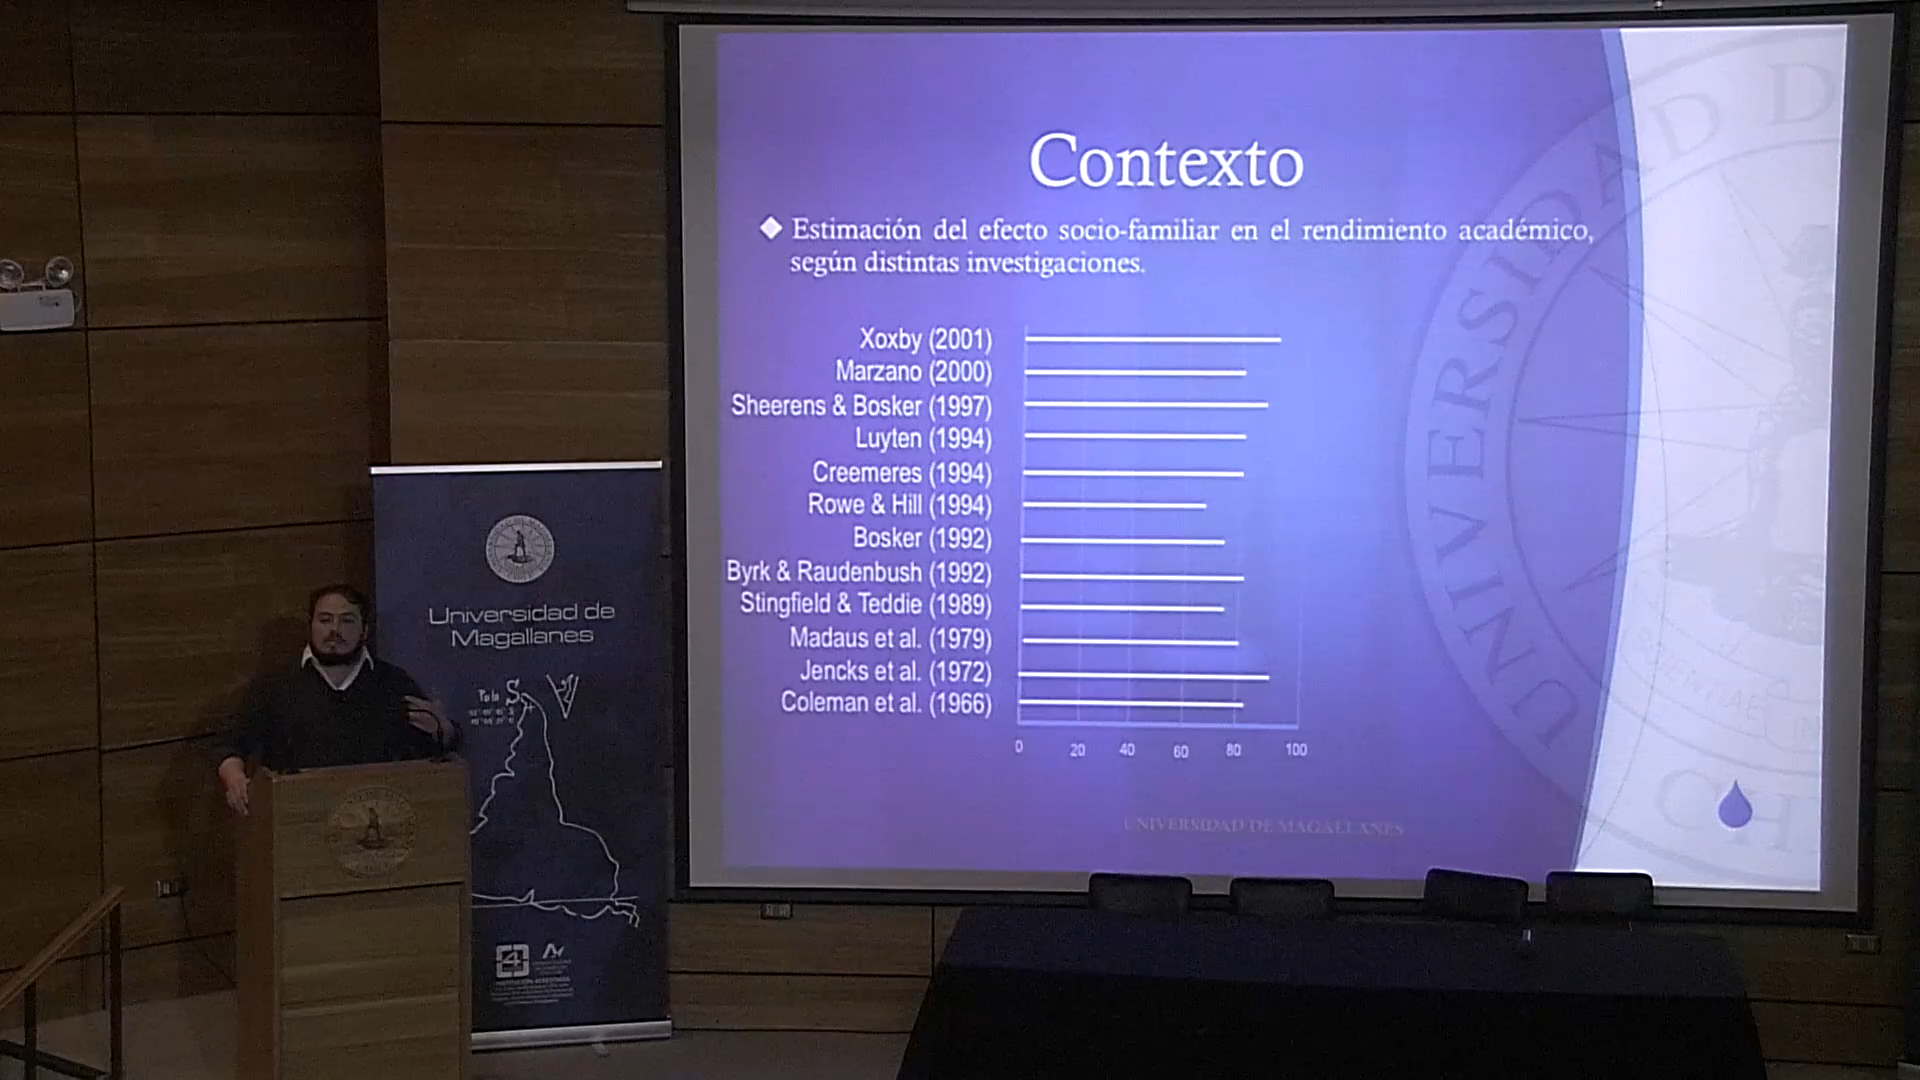 Contexto
Estimación del efecto socio-familiar en el rendimiento académico,
según distintas investigaciones.
Xoxby (2001)
Marzano (2000)
Sheerens & Bosker (1997)
Luyten (1994)
Creemeres (1994)
Rowe & Hill (1994)
Bosker (1992)
Byrk & Raudenbush (1992)
Stingfield & Teddie (1989)
Madaus et al. (1979)
Jencks et al. (1972)
Coleman et al. (1966)
0 20 40 60 80 100
UNIVERSIDAD DE MAGALLANES
UNIVERSIDAD D
CH
Universidad de
Magallanes
4